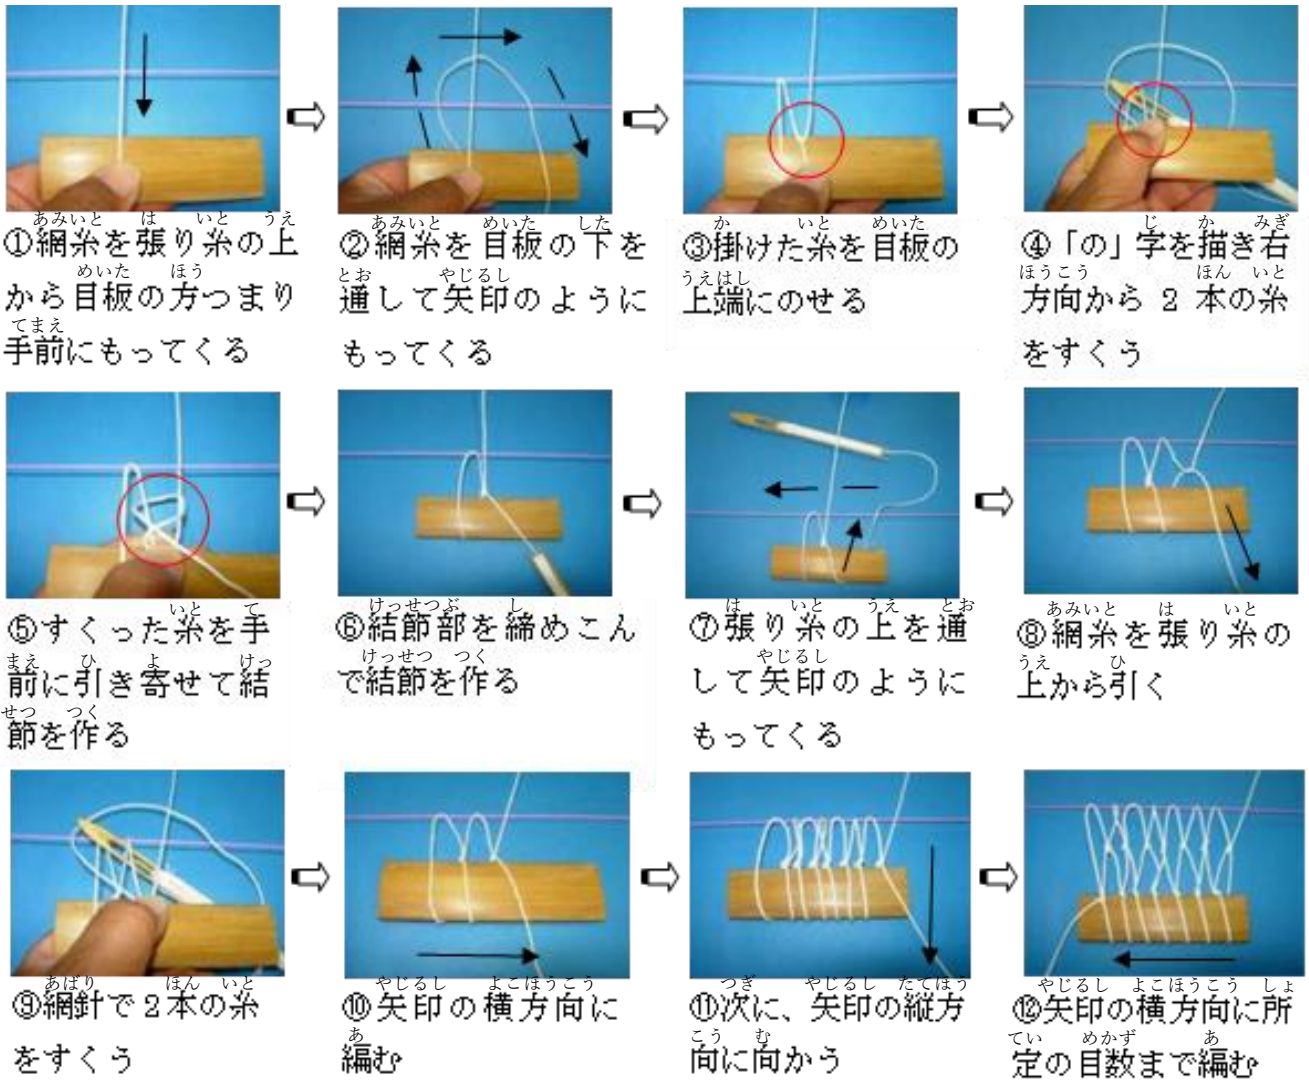 ①網糸を張り糸の上
から目板の方つまり
手前にもってくる
②網糸を目板の下を
通して矢印のように
もってくる
③掛けた糸を目板の
上端にのせる
④「の」字を描き右
方向から 2 本の糸
をすくう
⑤すくった糸を手
前に引き寄せて結
節を作る
⑥結節部を締めこん
で結節を作る
⑦張り糸の上を通
して矢印のように
もってくる
⑧網糸を張り糸の
上から引く
⑨網針で2本の糸
をすくう
⑩矢印の横方向に
編む
⑪次に、矢印の縦方
向に向かう
⑫矢印の横方向に所
定の目数まで編む